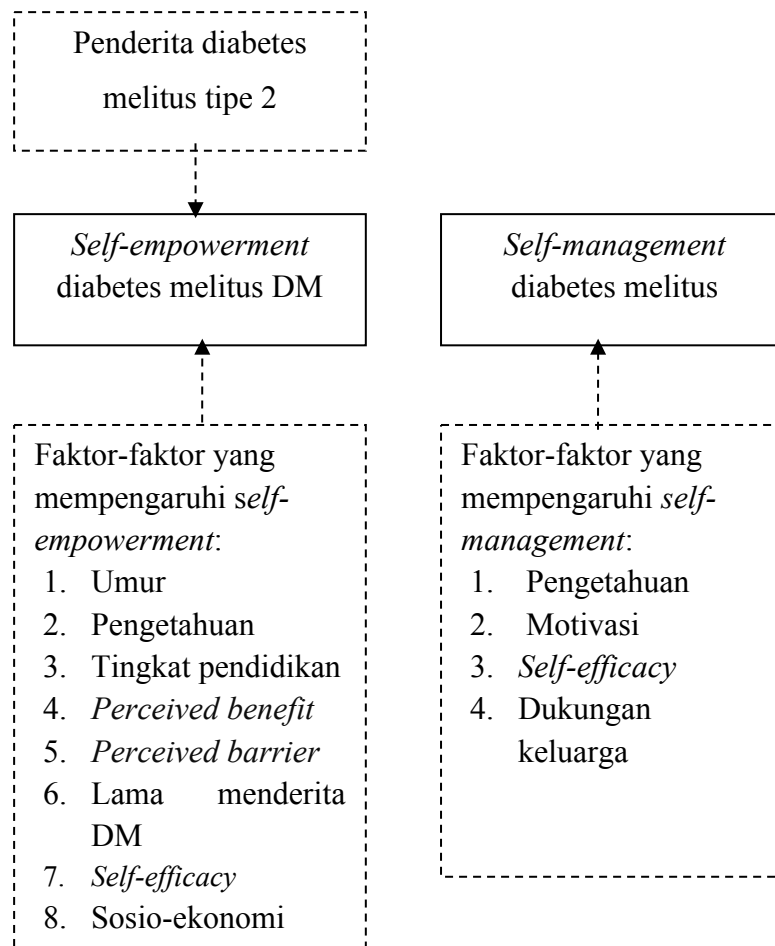 Penderita diabetes
melitus tipe 2
Self-empowerment
diabetes melitus DM
Self-management
diabetes melitus
Faktor-faktor yang
mempengaruhi self-
empowerment:
1. Umur
2. Pengetahuan
3. Tingkat pendidikan
4. Perceived benefit
5. Perceived barrier
6. Lama menderita
DM
7. Self-efficacy
8. Sosio-ekonomi
Faktor-faktor yang
mempengaruhi self-
management:
1. Pengetahuan
2. Motivasi
3. Self-efficacy
4. Dukungan
keluarga